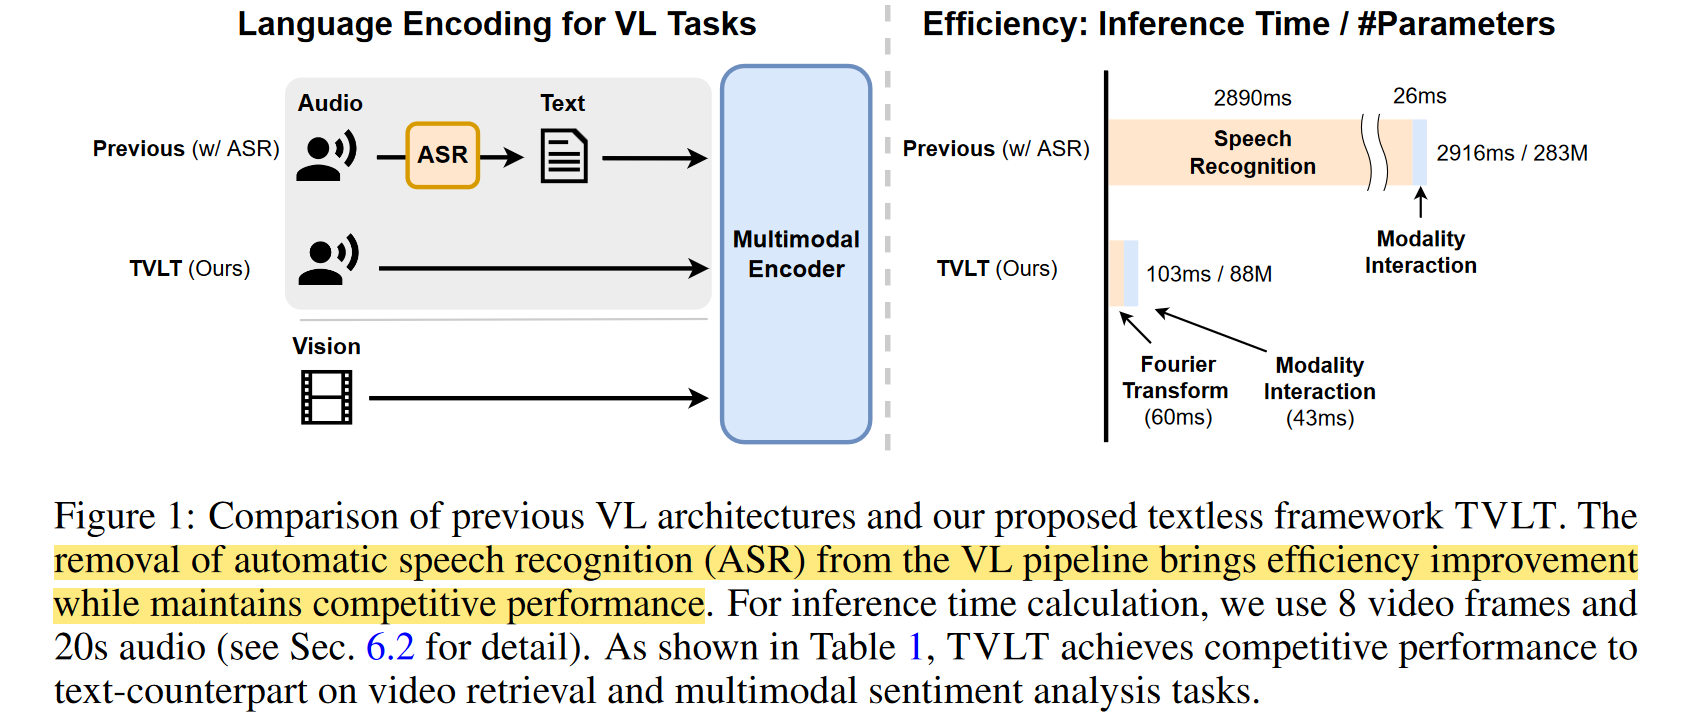 Language Encoding for VL Tasks
Audio
Text
Previous (w/ ASR)
ASR
TVLT (Ours)
Vision
Multimodal
Encoder
Efficiency: Inference Time / #Parameters
2890ms
26ms
Previous (w/ ASR)
Speech
Recognition
2916ms / 283M
Modality
Interaction
TVLT (Ours)
103ms / 88M
Fourier
Transform
(60ms)
Modality
Interaction
(43ms)
Figure 1: Comparison of previous VL architectures and our proposed textless framework TVLT. The
removal of automatic speech recognition (ASR) from the VL pipeline brings efficiency improvement
while maintains competitive performance. For inference time calculation, we use 8 video frames and
20s audio (see Sec. 6.2 for detail). As shown in Table 1, TVLT achieves competitive performance to
text-counterpart on video retrieval and multimodal sentiment analysis tasks.